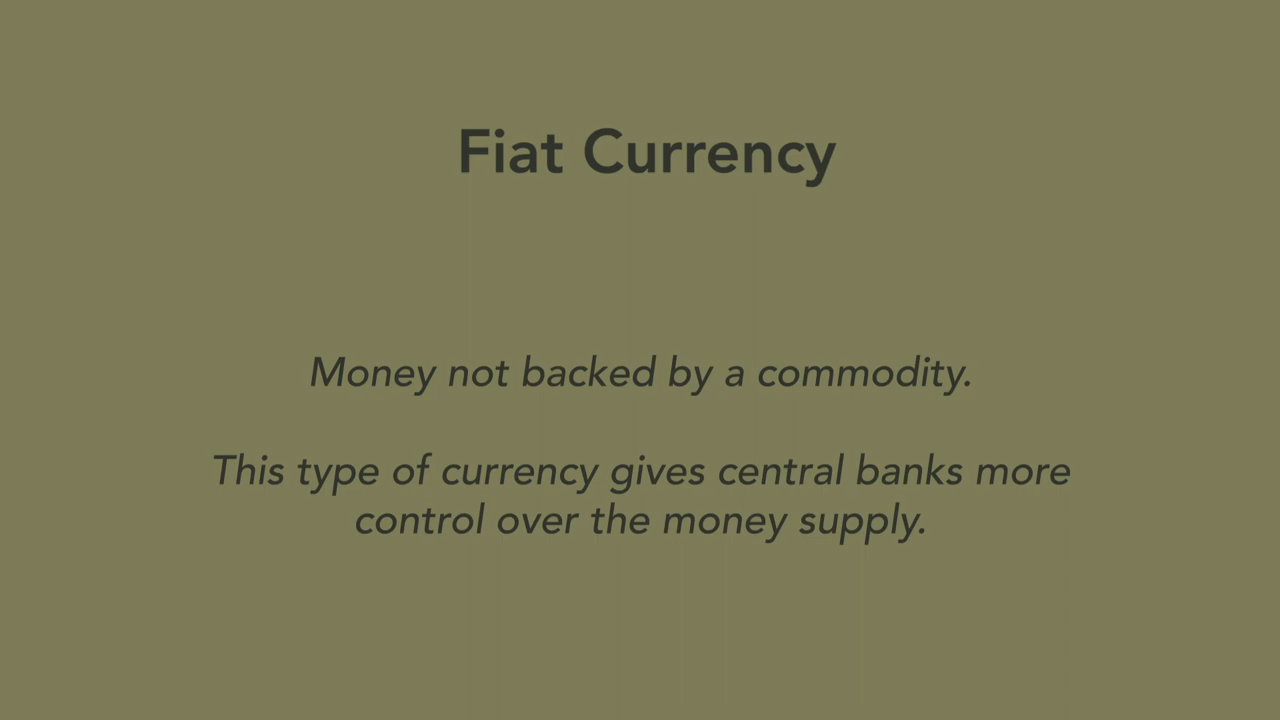 Fiat Currency
Money not backed by a commodity.
This type of currency gives central banks more
control over the money supply.